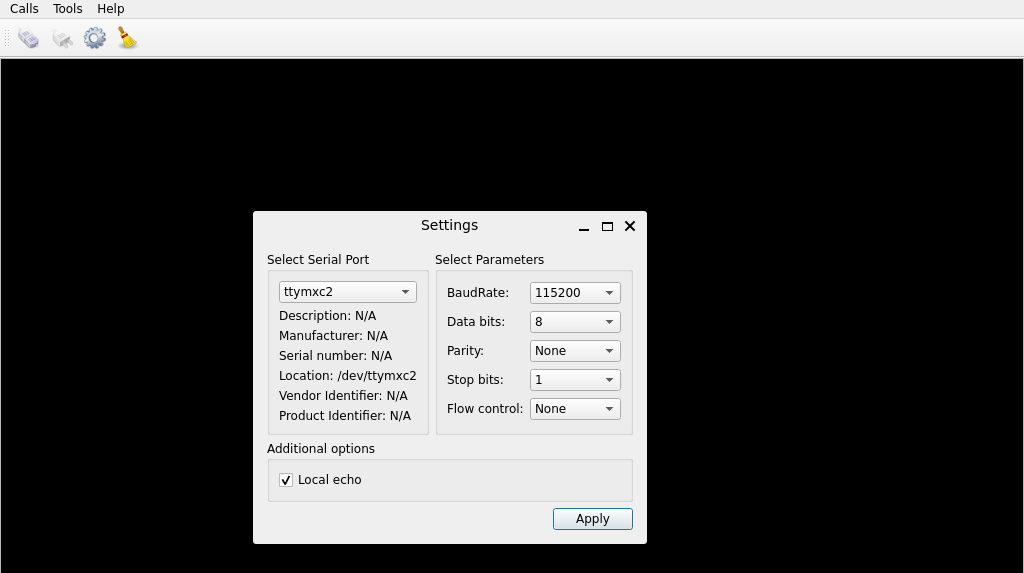 Calls Tools Help
Settings
Select Serial Port
ttymxc2
Description: N/A
Manufacturer: N/A
Serial number: N/A
Location: /dev/ttymxc2
Vendor Identifier: N/A
Product Identifier: N/A
Select Parameters
BaudRate: 115200
Data bits: 8
Parity: None
Stop bits: 1
Flow control: None
Additional options
Local echo
Apply